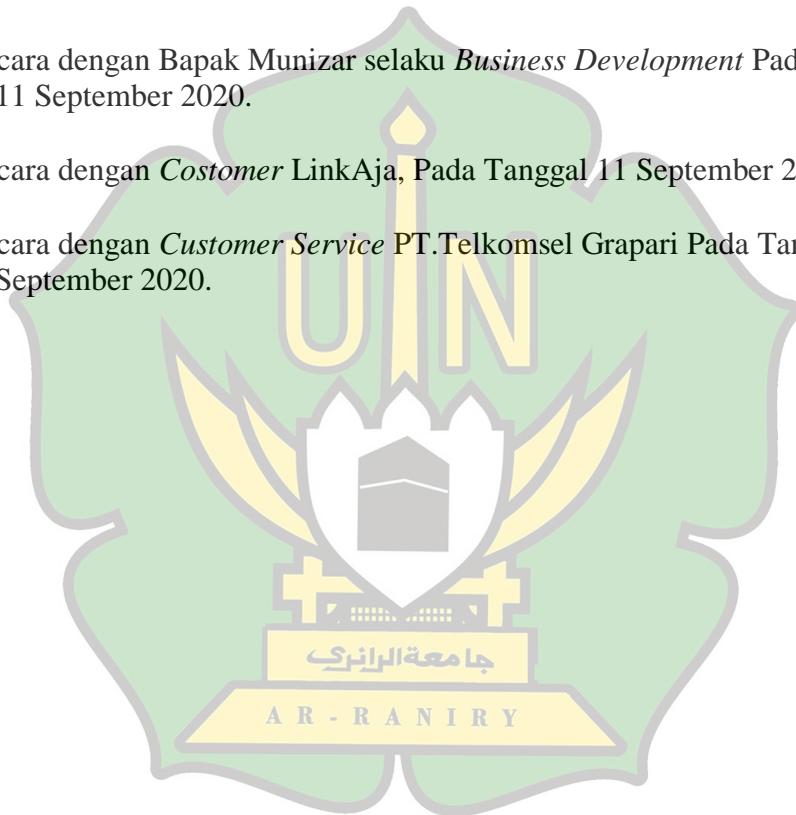 cara dengan Bapak Munizar selaku Business Development Pad
11 September 2020.
cara dengan Costomer LinkAja, Pada Tanggal 11 September 2
cara dengan Customer Service PT.Telkomsel Grapari Pada Tan
September 2020.
UIN
جامعة الرانري
AR-RANIRY